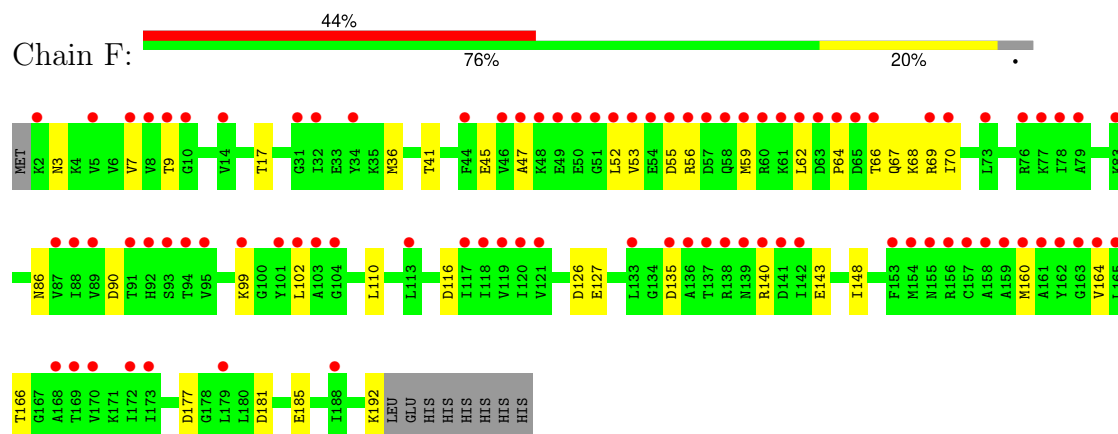 44%
Chain F:
76% 20% •
MET K2 N3 K4 V5 V6 V7 V8 T9 G10 V14 T17 G31 I32 E33 Y34 K35 M36 T41 F44 E45 V46 A47 K48 E49 E50 G51 L52 V53 E54 D55 R56 D57 Q58 M59 R60 K61 L62 D63 P64 D65 T66 Q67 K68 R69 I70 L73 R76 K77 I78 A79 K83
N86 V87 I88 V89 D90 T91 H92 S93 T94 V95 K99 G100 Y101 L102 A103 G104 L110 L113 D116 I117 I118 V119 I120 V121 D126 E127 L133 G134 D135 A136 T137 R138 N139 R140 D141 I142 E143 I148 F153 M154 N155 R156 C157 A158 A159 M160 A161 Y162 G163 V164 L165
T166 G167 A168 T169 V170 K171 I172 I173 D177 G178 L179 L180 D181 E185 I188 K192 LEU GLU HIS HIS HIS HIS HIS HIS